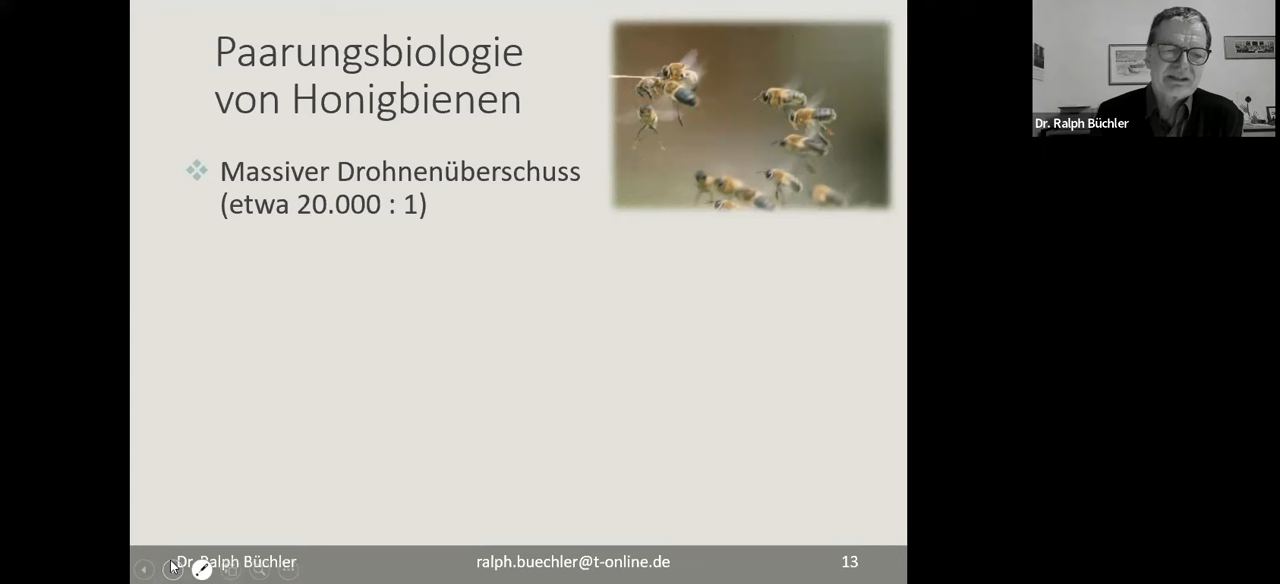 Paarungsbiologie
von Honigbienen
Massiver Drohnenüberschuss
(etwa 20.000 : 1)
Dr. Ralph Büchler
Dr. Ralph Büchler
ralph.buechler@t-online.de
13